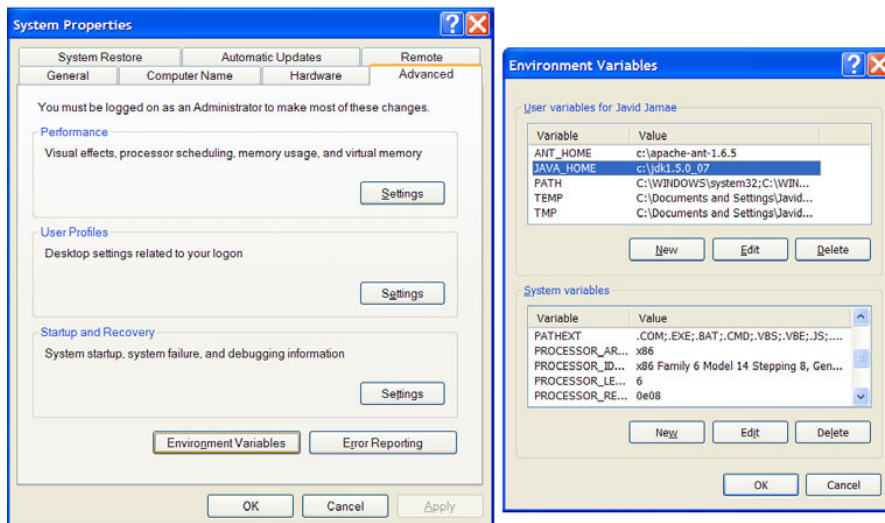 System Properties
System Restore Automatic Updates Remote
General Computer Name Hardware Advanced
You must be logged on as an Administrator to make most of these changes.
Performance
Visual effects, processor scheduling, memory usage, and virtual memory
Settings
User Profiles
Desktop settings related to your logon
Settings
Startup and Recovery
System startup, system failure, and debugging information
Settings
Environment Variables Error Reporting
OK Cancel Apply
Environment Variables
User variables for Javid Jamae
Variable Value
ANT_HOME c:\apache-ant-1.6.5
JAVA_HOME c:\jdk1.5.0_07
PATH C:\WINDOWS\system32;C:\WIN...
TEMP C:\Documents and Settings\Javid...
TMP C:\Documents and Settings\Javid...
New Edit Delete
System variables
Variable Value
PATHEXT .COM;.EXE;.BAT;.CMD;.VBS;.VBE;.JS;....
PROCESSOR_AR... x86
PROCESSOR_ID... x86 Family 6 Model 14 Stepping 8, Gen...
PROCESSOR_LE... 6
PROCESSOR_RE... 0e08
New Edit Delete
OK Cancel